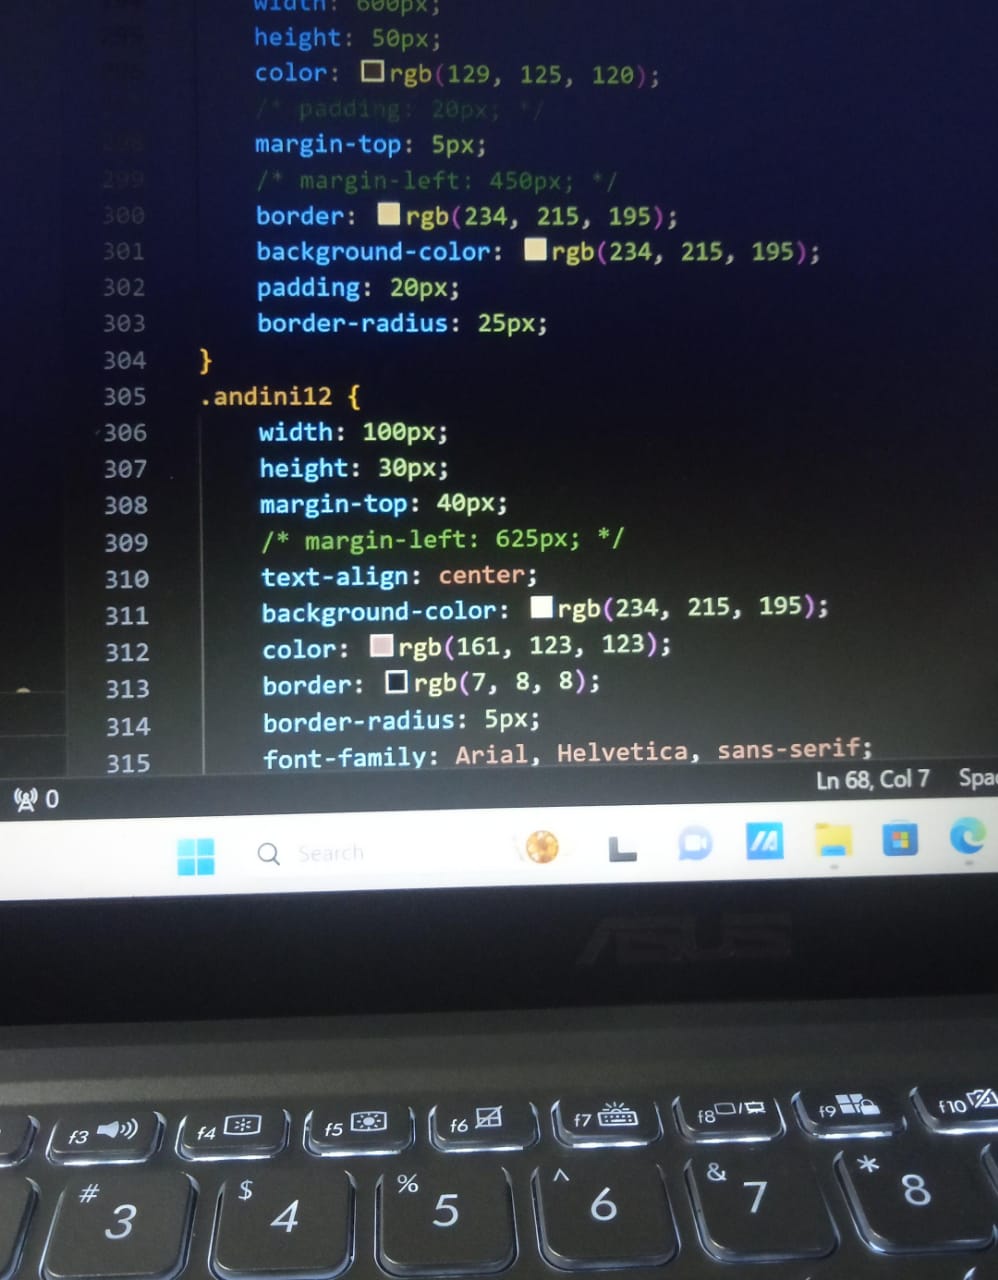 width: 600px;
height: 50px;
color: rgb(129, 125, 120);
/* padding: 20px; */
298 margin-top: 5px;
299 /* margin-left: 450px; */
300 border: rgb(234, 215, 195);
301 background-color: rgb(234, 215, 195);
302 padding: 20px;
303 border-radius: 25px;
304 }
305 .andini12 {
306 width: 100px;
307 height: 30px;
308 margin-top: 40px;
309 /* margin-left: 625px; */
310 text-align: center;
311 background-color: rgb(234, 215, 195);
312 color: rgb(161, 123, 123);
313 border: rgb(7, 8, 8);
314 border-radius: 5px;
315 font-family: Arial, Helvetica, sans-serif;
0 Ln 68, Col 7 Spa
Search
ASUS
f3 f4 f5 f6 f7 f8 f9 f10
# $ % ^ & *
3 4 5 6 7 8